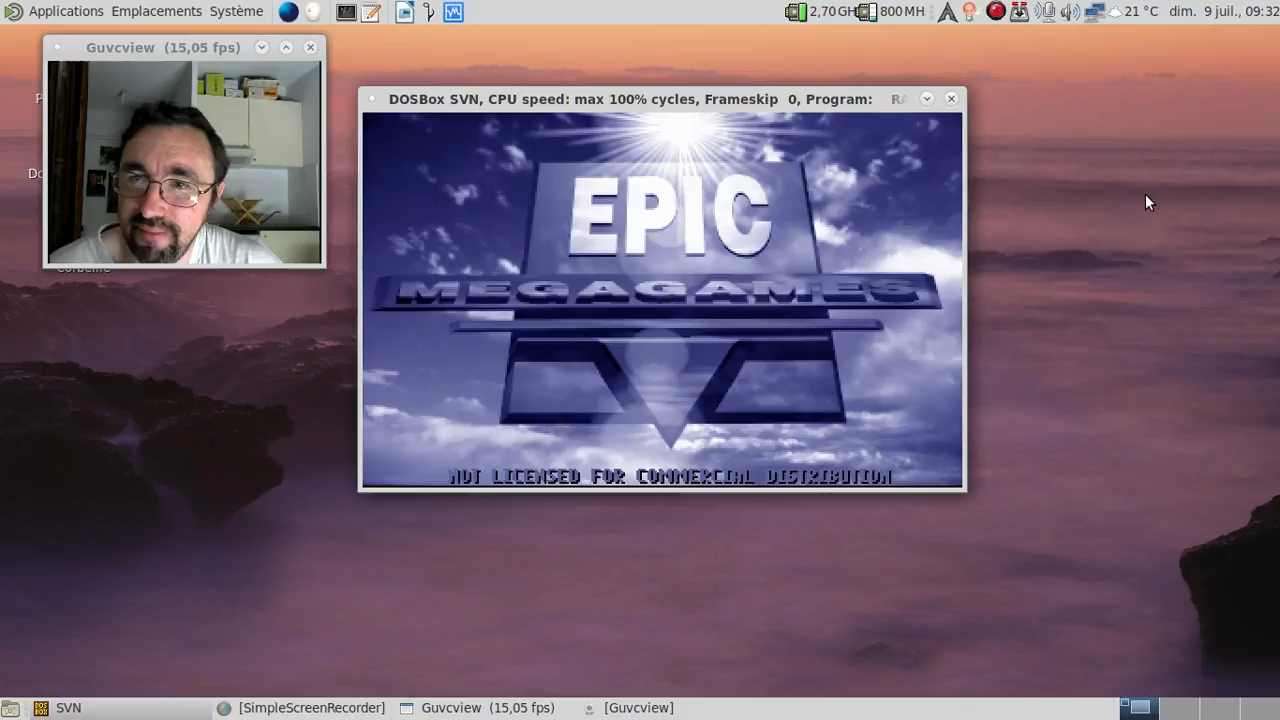 Applications Emplacements Système
2,70 GH 800 MH 21 °C dim. 9 juil., 09:32
Guvcview (15,05 fps)
DOSBox SVN, CPU speed: max 100% cycles, Frameskip 0, Program:
EPIC
MEGAGAMES
NOT LICENSED FOR COMMERCIAL DISTRIBUTION
SVN [SimpleScreenRecorder] Guvcview (15,05 fps) [Guvcview]